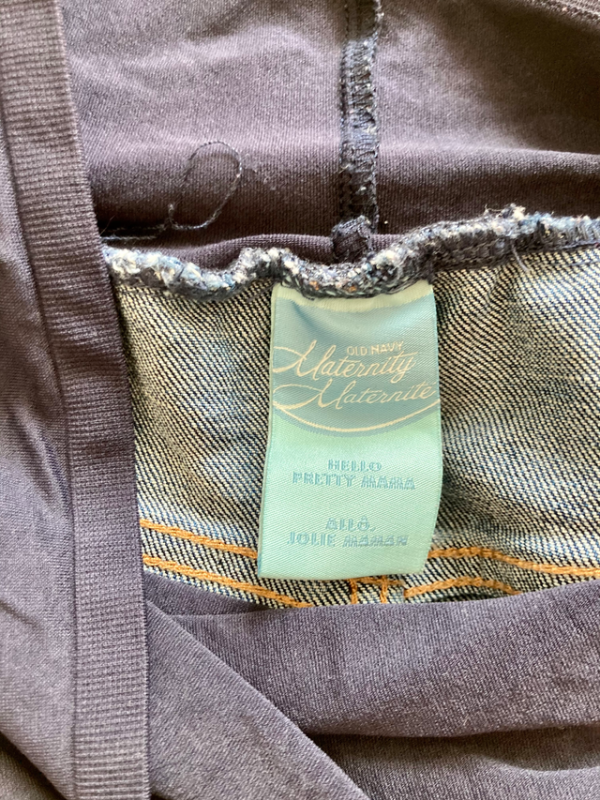 OLD NAVY
Maternity
Maternité
HELLO
PRETTY MAMA
ALLÔ,
JOLIE MAMAN